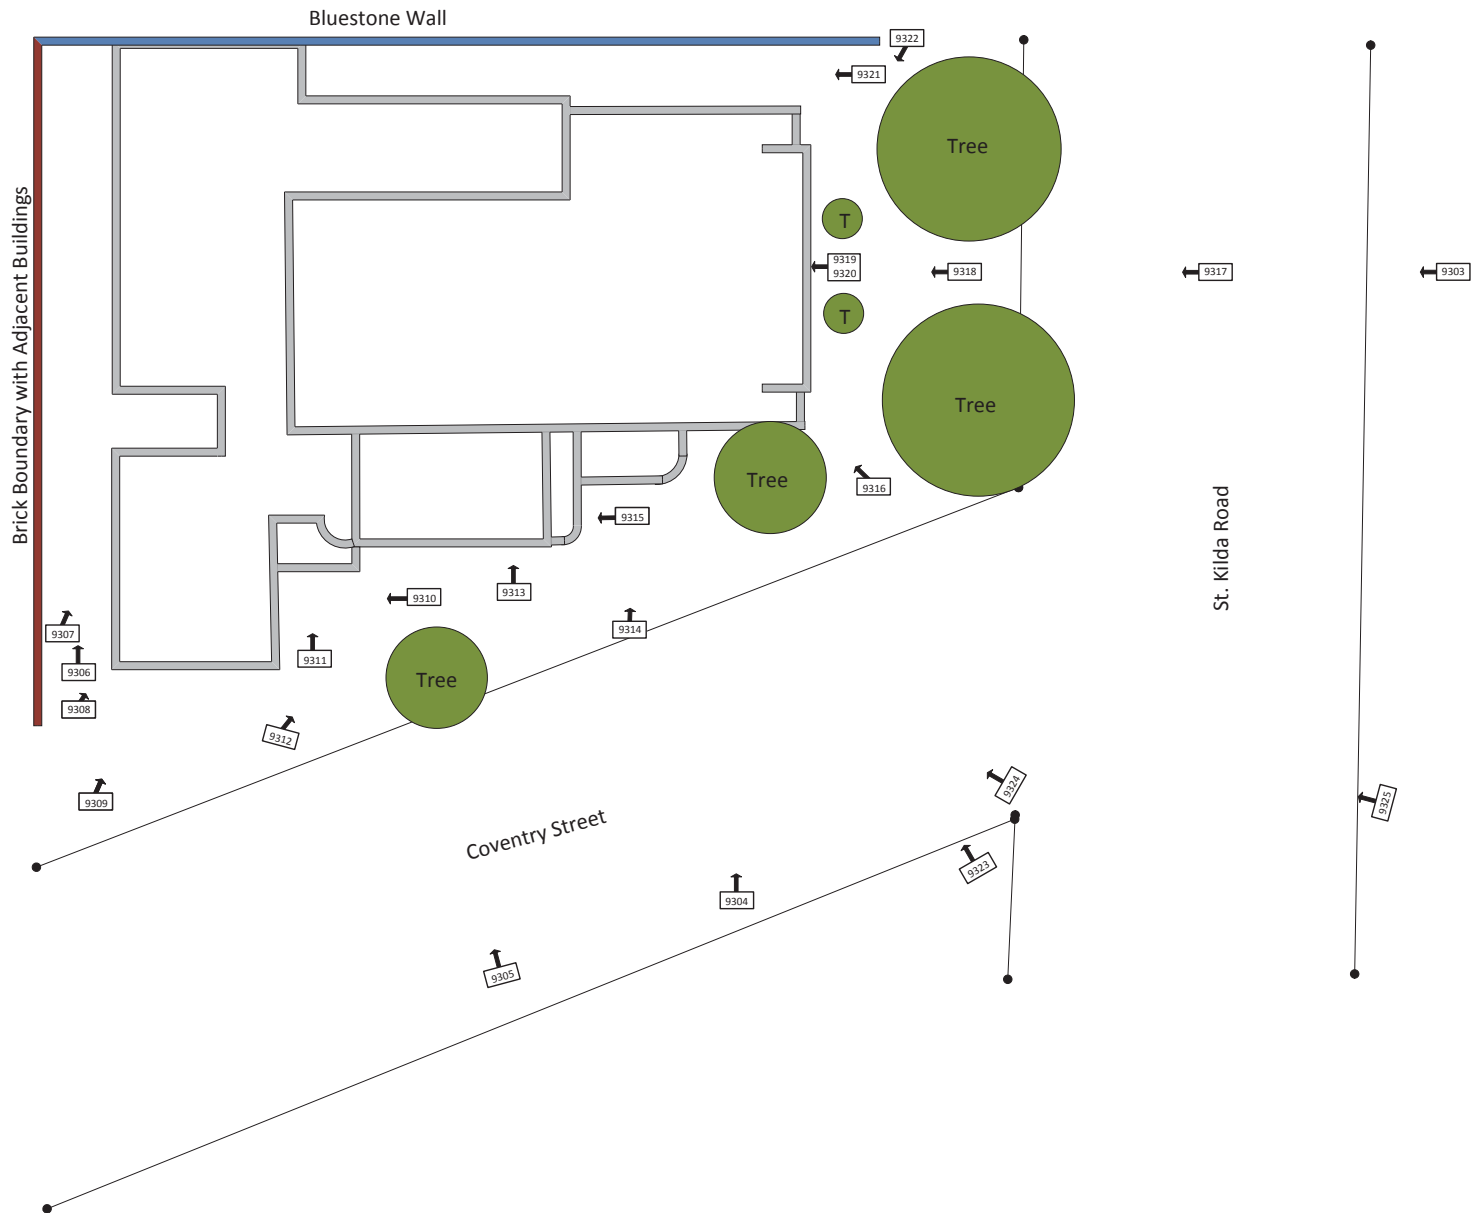 Bluestone Wall
9322
9321
Tree
Brick Boundary with Adjacent Buildings
T
9319
9320
9318
9317
9303
T
Tree
Tree
9316
9315
St. Kilda Road
9313
9310
9314
9307
9311
9306
Tree
9308
9312
9309
9324
9325
Coventry Street
9323
9304
9305